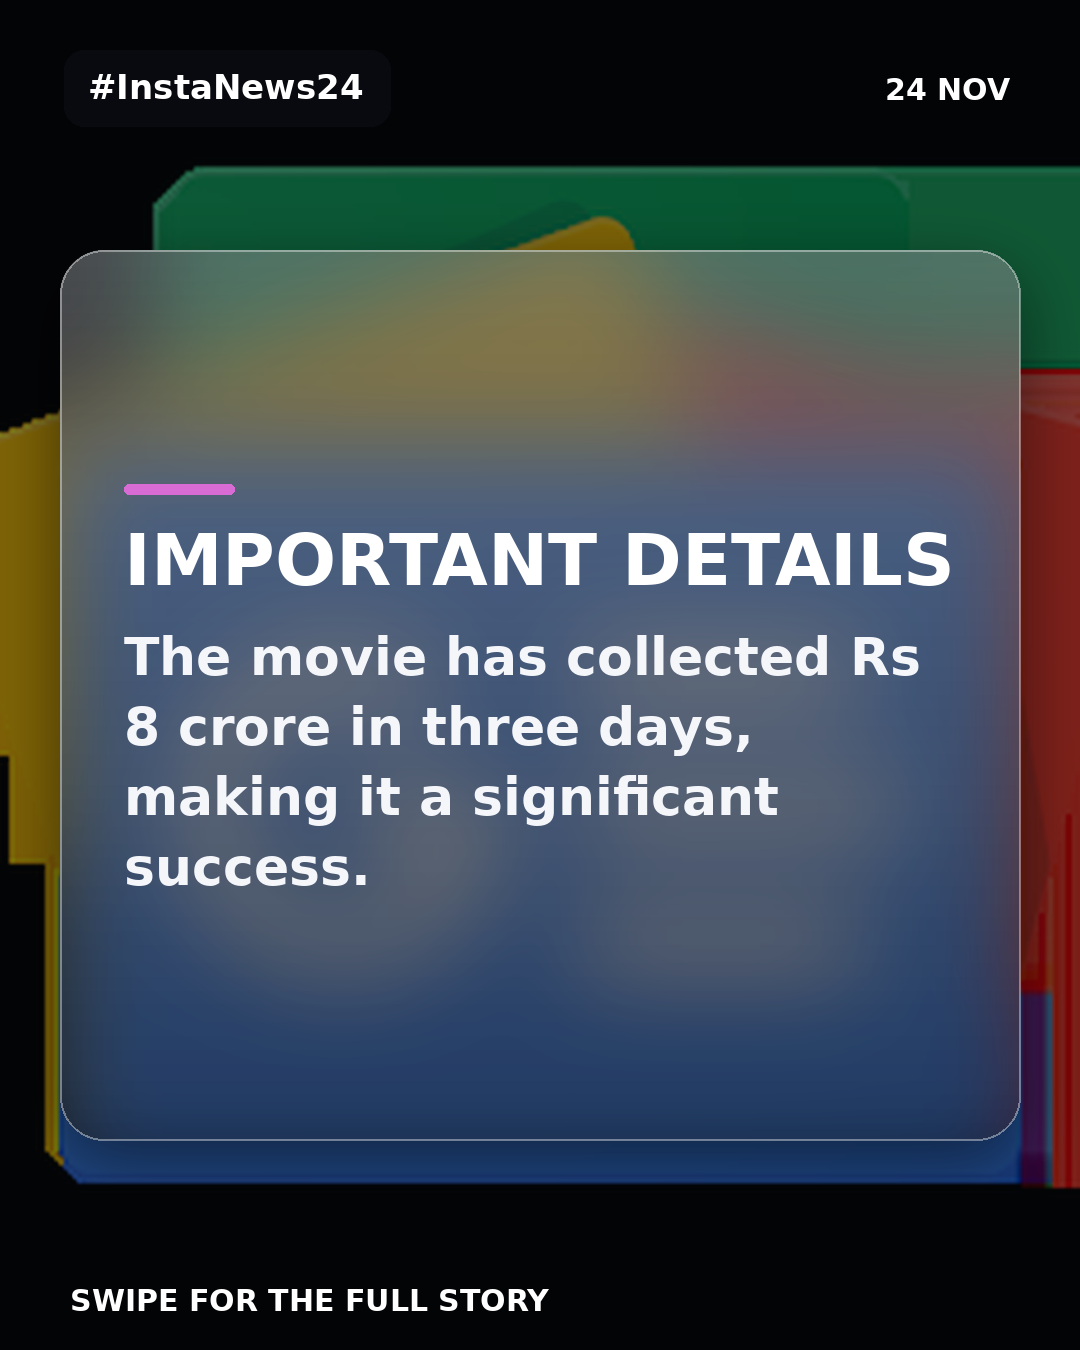 #InstaNews24
24 NOV
IMPORTANT DETAILS
The movie has collected Rs
8 crore in three days,
making it a significant
success.
SWIPE FOR THE FULL STORY